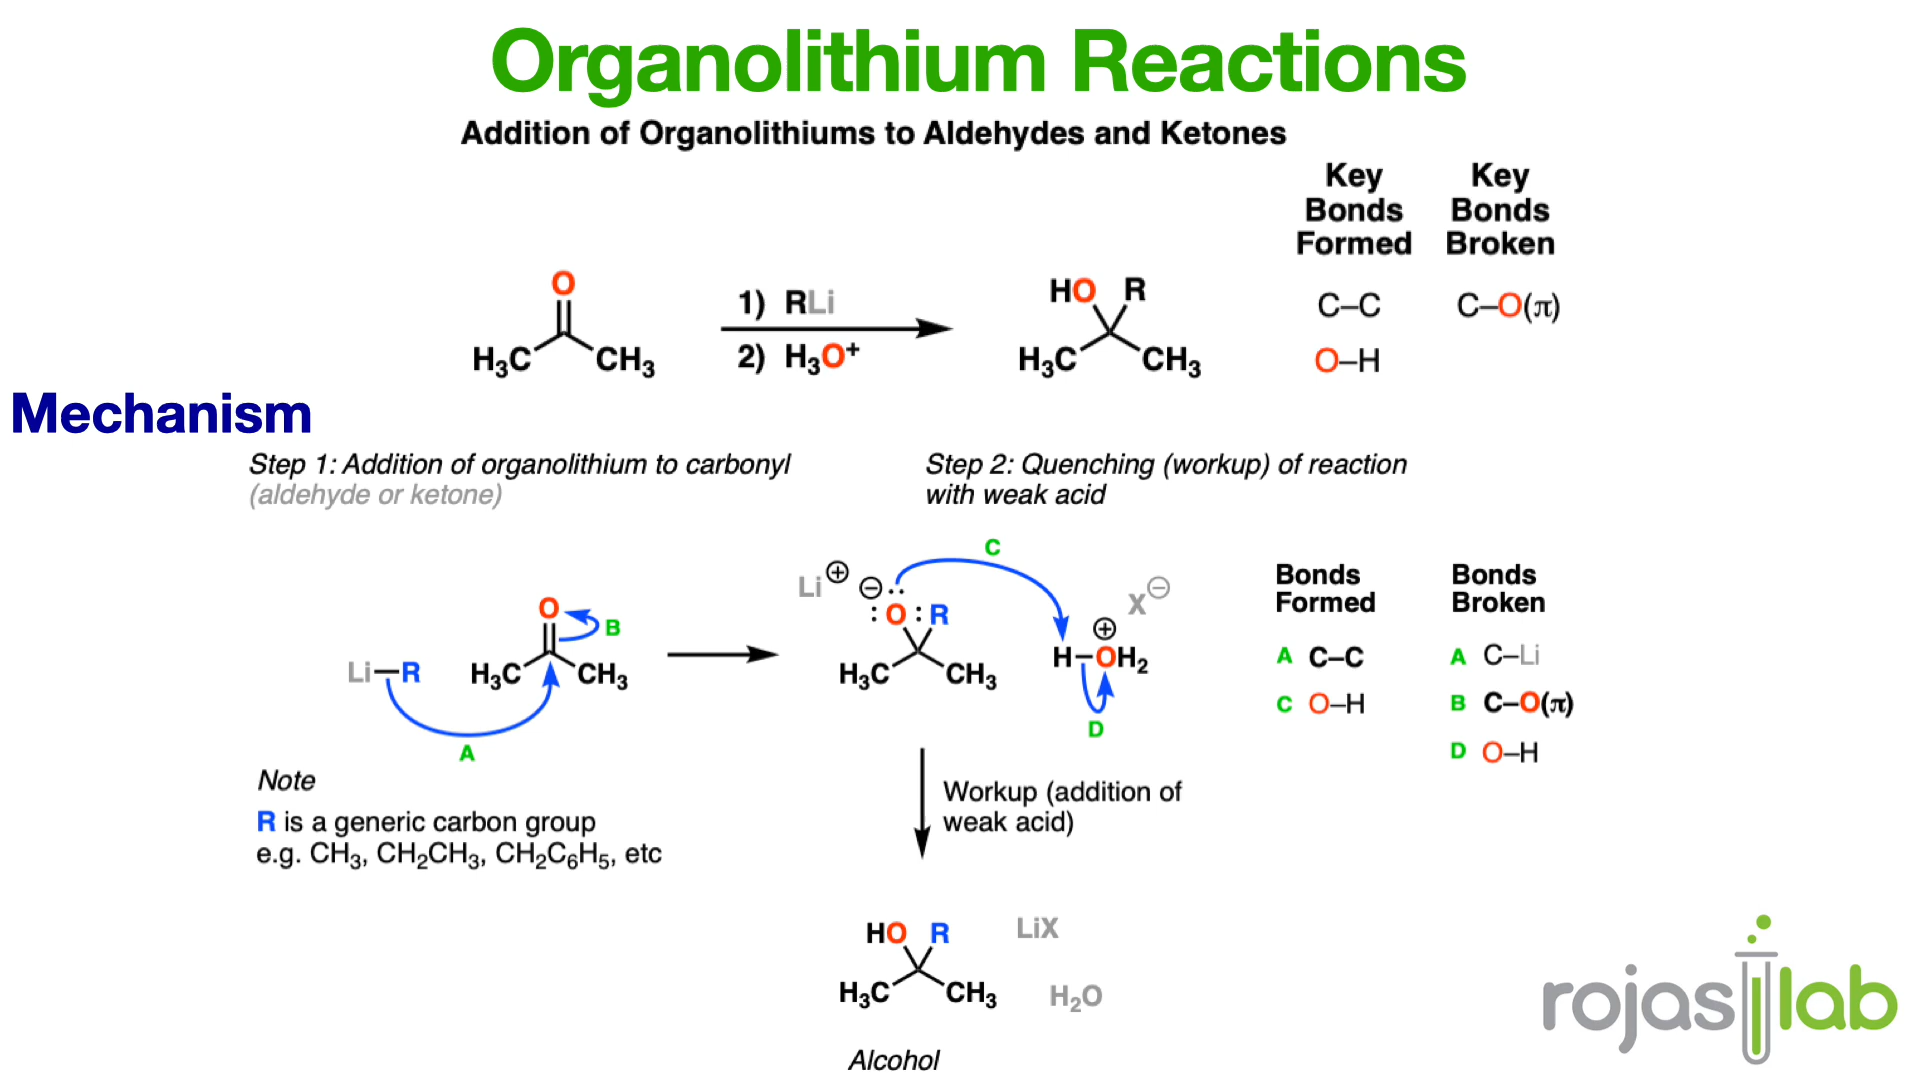 Organolithium Reactions
Addition of Organolithiums to Aldehydes and Ketones
Key Bonds Formed
Key Bonds Broken
O
H₃C CH₃
1) RLi
2) H₃O⁺
HO R
H₃C CH₃
C–C C–O(π)
O–H
Mechanism
Step 1: Addition of organolithium to carbonyl
(aldehyde or ketone)
Step 2: Quenching (workup) of reaction
with weak acid
Li–R
O
B
H₃C CH₃
A
Li⊕ ⊖
:O: R
H₃C CH₃
C
X⊖
⊕
H–OH₂
D
Bonds
Formed
A C–C
C O–H
Bonds
Broken
A C–Li
B C–O(π)
D O–H
Note
R is a generic carbon group
e.g. CH₃, CH₂CH₃, CH₂C₆H₅, etc
Workup (addition of
weak acid)
HO R
H₃C CH₃
LiX
H₂O
Alcohol
rojas lab